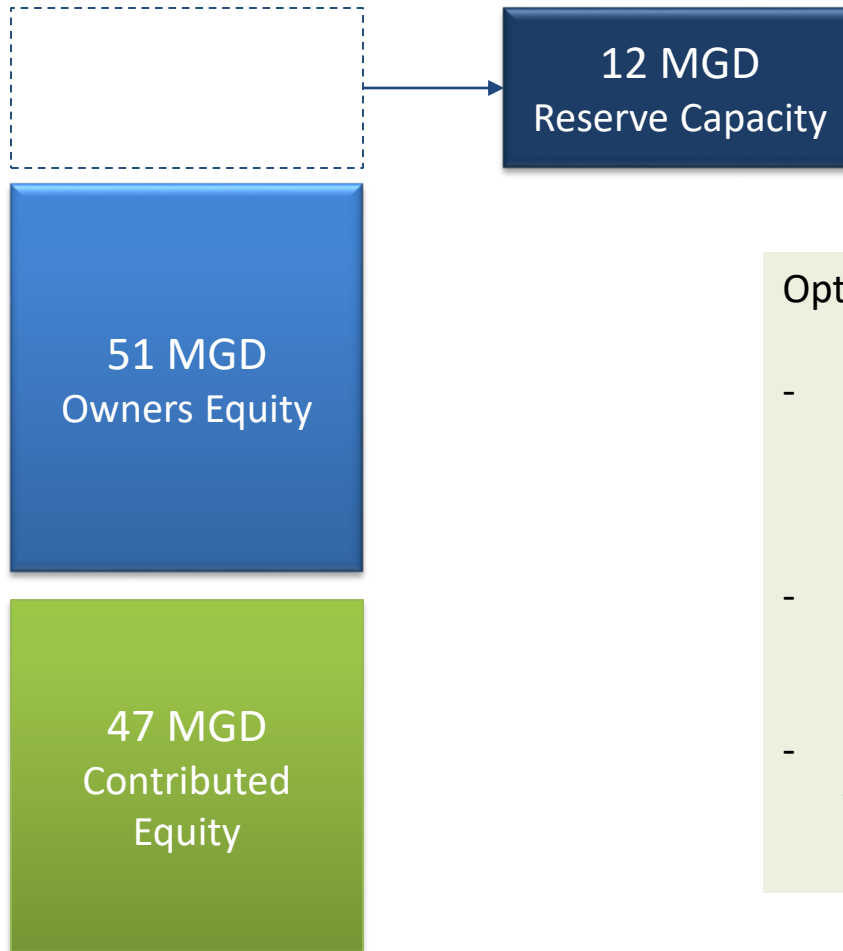 12 MGD
Reserve Capacity
51 MGD
Owners Equity
47 MGD
Contributed
Equity
Opt
-
-
-